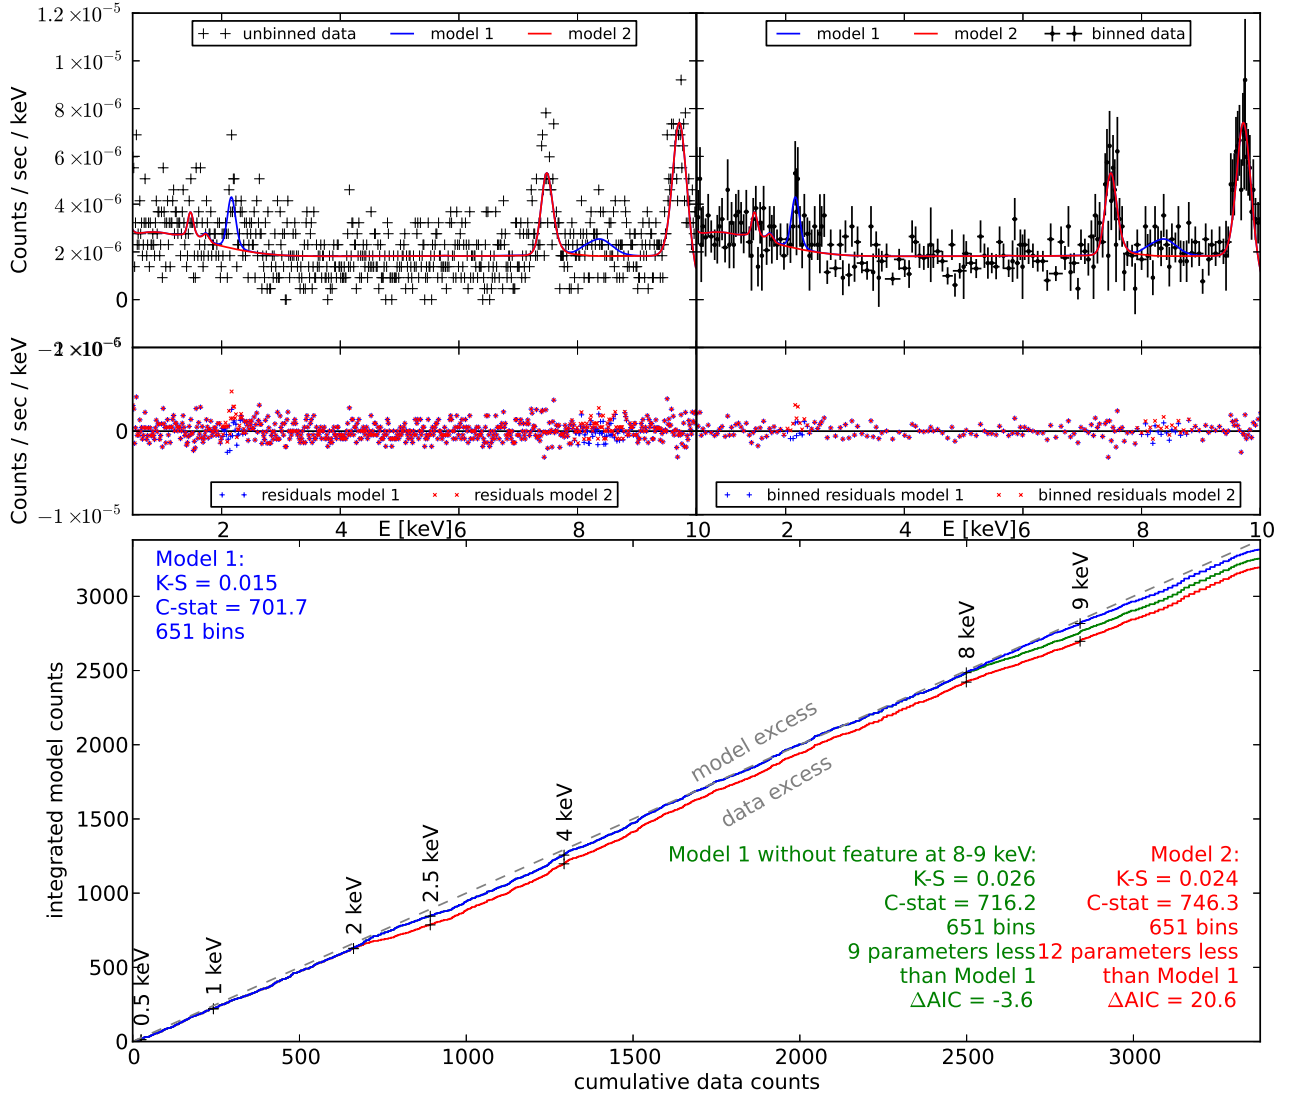 1.2 ×10⁻⁵
1 ×10⁻⁵
8 ×10⁻⁶
6 ×10⁻⁶
4 ×10⁻⁶
2 ×10⁻⁶
0
Counts / sec / keV
unbinned data model 1 model 2
model 1 model 2 binned data
0
−1 ×10⁻⁵
Counts / sec / keV
residuals model 1 residuals model 2
binned residuals model 1 binned residuals model 2
2 4 E [keV] 6 8 10 2 4 E [keV] 6 8 10
Model 1:
K-S = 0.015
C-stat = 701.7
651 bins
3000
2500
2000
1500
1000
500
0
integrated model counts
0.5 keV
1 keV
2 keV
2.5 keV
4 keV
8 keV
9 keV
model excess
data excess
Model 1 without feature at 8-9 keV:
K-S = 0.026
C-stat = 716.2
651 bins
9 parameters less
than Model 1
ΔAIC = -3.6
Model 2:
K-S = 0.024
C-stat = 746.3
651 bins
12 parameters less
than Model 1
ΔAIC = 20.6
0 500 1000 1500 2000 2500 3000
cumulative data counts